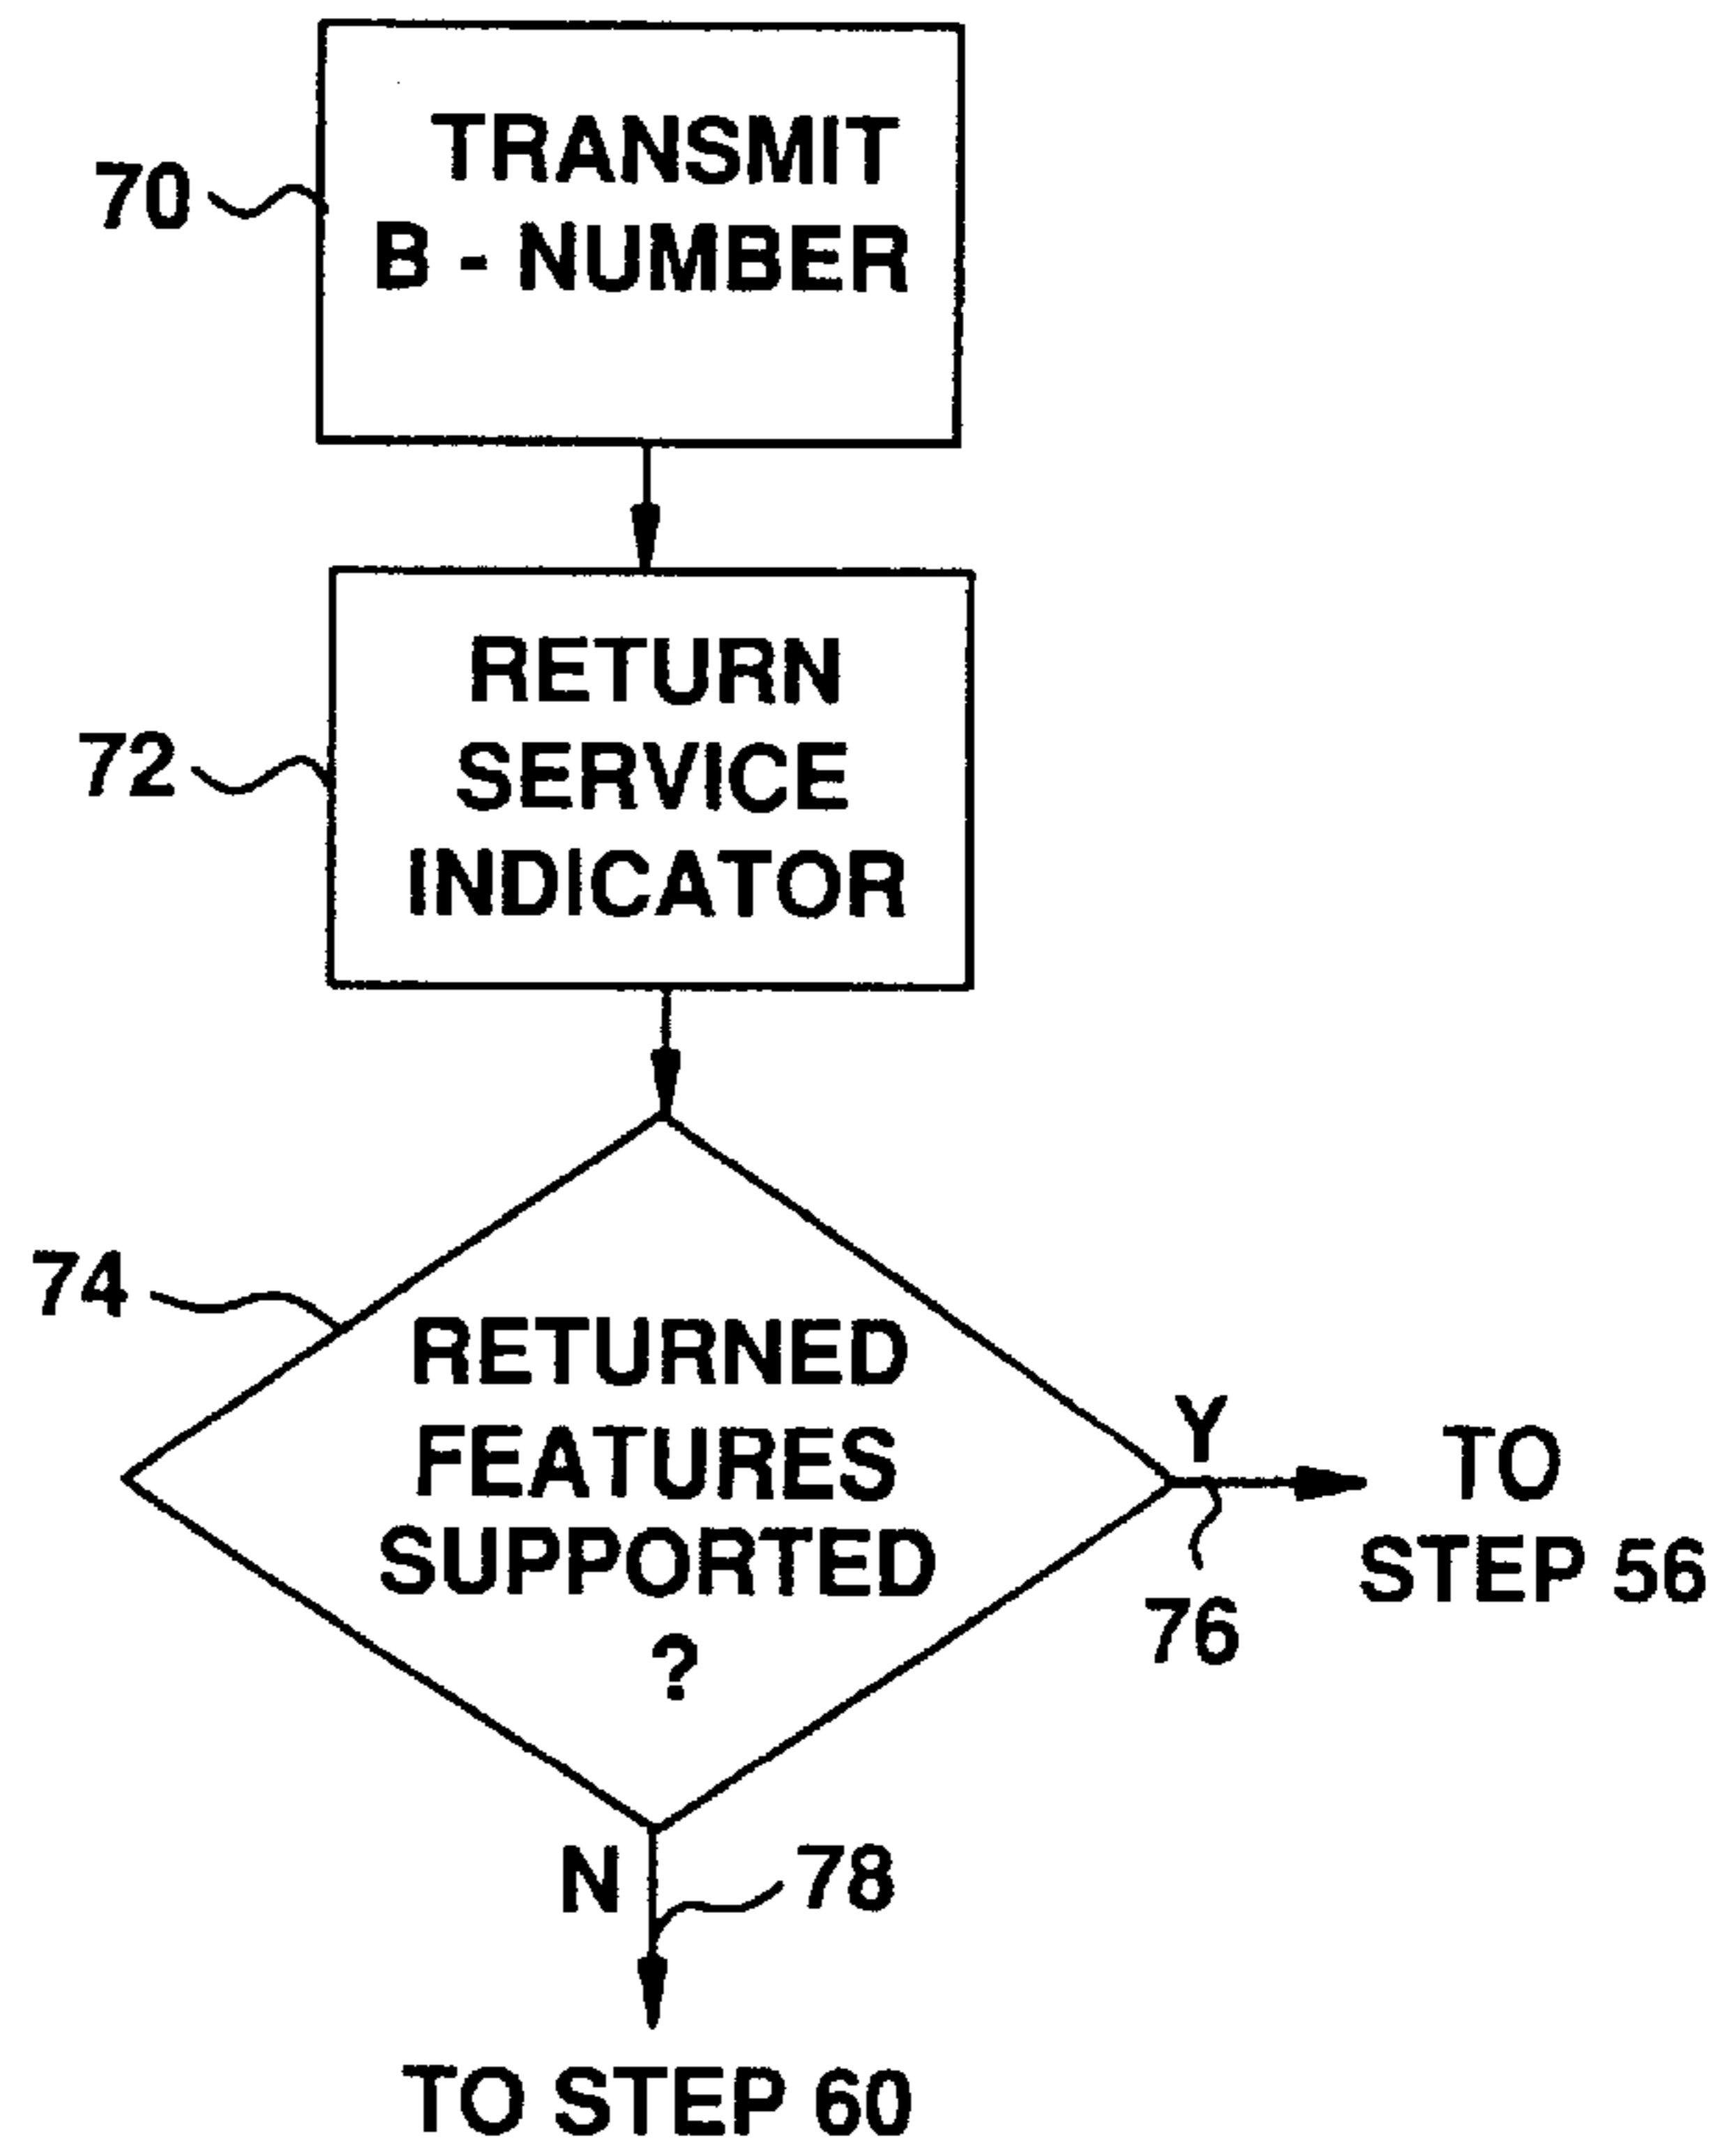 TRANSMIT
70
B - NUMBER
RETURN
72
SERVICE
INDICATOR
74
RETURNED
FEATURES
SUPPORTED
?
Y
TO
STEP 56
76
N
78
TO STEP 60